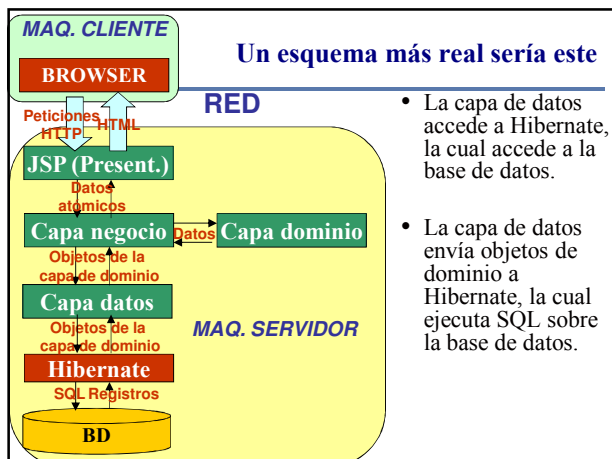 MAQ. CLIENTE
BROWSER
Un esquema más real sería este
RED
Peticiones
HTTP
HTML
JSP (Present.)
Datos
atómicos
Capa negocio
Datos
Capa dominio
Objetos de la
capa de dominio
Capa datos
Objetos de la
capa de dominio
MAQ. SERVIDOR
Hibernate
SQL
Registros
BD
• La capa de datos
accede a Hibernate,
la cual accede a la
base de datos.
• La capa de datos
envía objetos de
dominio a
Hibernate, la cual
ejecuta SQL sobre
la base de datos.